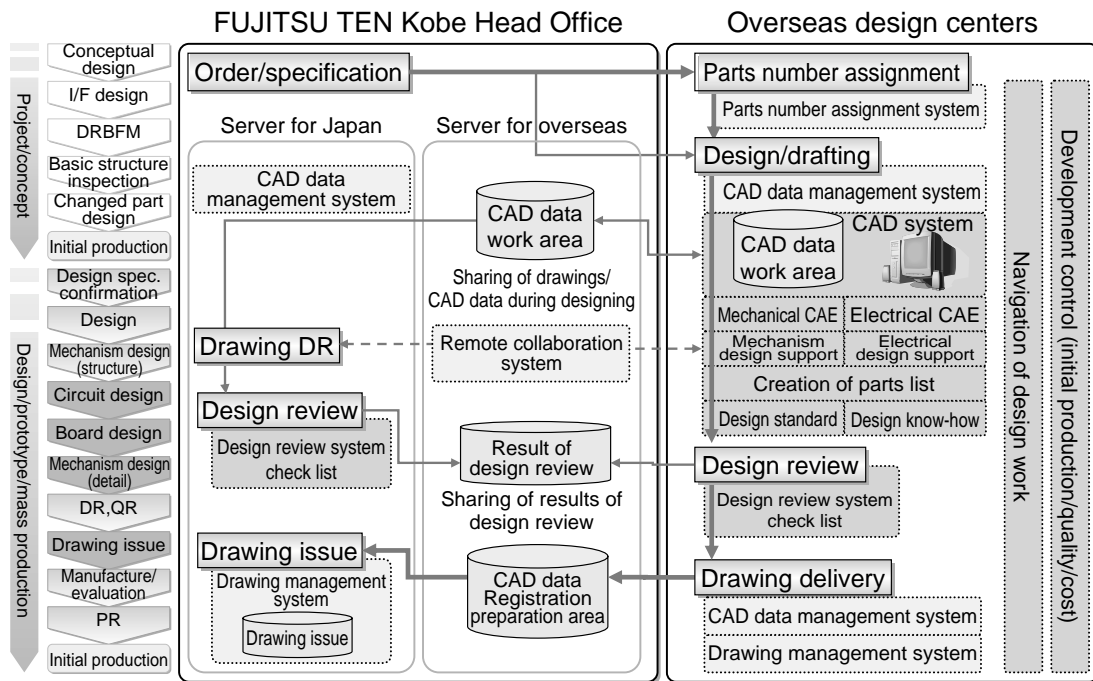 FUJITSU TEN Kobe Head Office
Overseas design centers
Project/concept
Conceptual
design
I/F design
DRBFM
Basic structure
inspection
Changed part
design
Initial production
Design/prototype/mass production
Design spec.
confirmation
Design
Mechanism design
(structure)
Circuit design
Board design
Mechanism design
(detail)
DR,QR
Drawing issue
Manufacture/
evaluation
PR
Initial production
Order/specification
Server for Japan
CAD data
management system
Drawing DR
Design review
Design review system
check list
Drawing issue
Drawing management
system
Drawing issue
Server for overseas
CAD data
work area
Sharing of drawings/
CAD data during designing
Remote collaboration
system
Result of
design review
Sharing of results of
design review
CAD data
Registration
preparation area
Parts number assignment
Parts number assignment system
Design/drafting
CAD data management system
CAD data
work area
CAD system
Mechanical CAE
Electrical CAE
Mechanism
design support
Electrical
design support
Creation of parts list
Design standard
Design know-how
Design review
Design review system
check list
Drawing delivery
CAD data management system
Drawing management system
Navigation of design work
Development control (initial production/quality/cost)